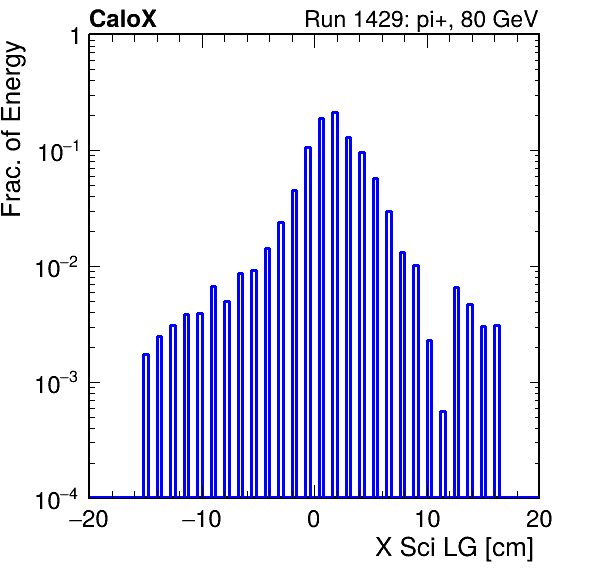 CaloX Run 1429: pi+, 80 GeV
Frac. of Energy
1
10⁻¹
10⁻²
10⁻³
10⁻⁴
−20 −10 0 10 20
X Sci LG [cm]